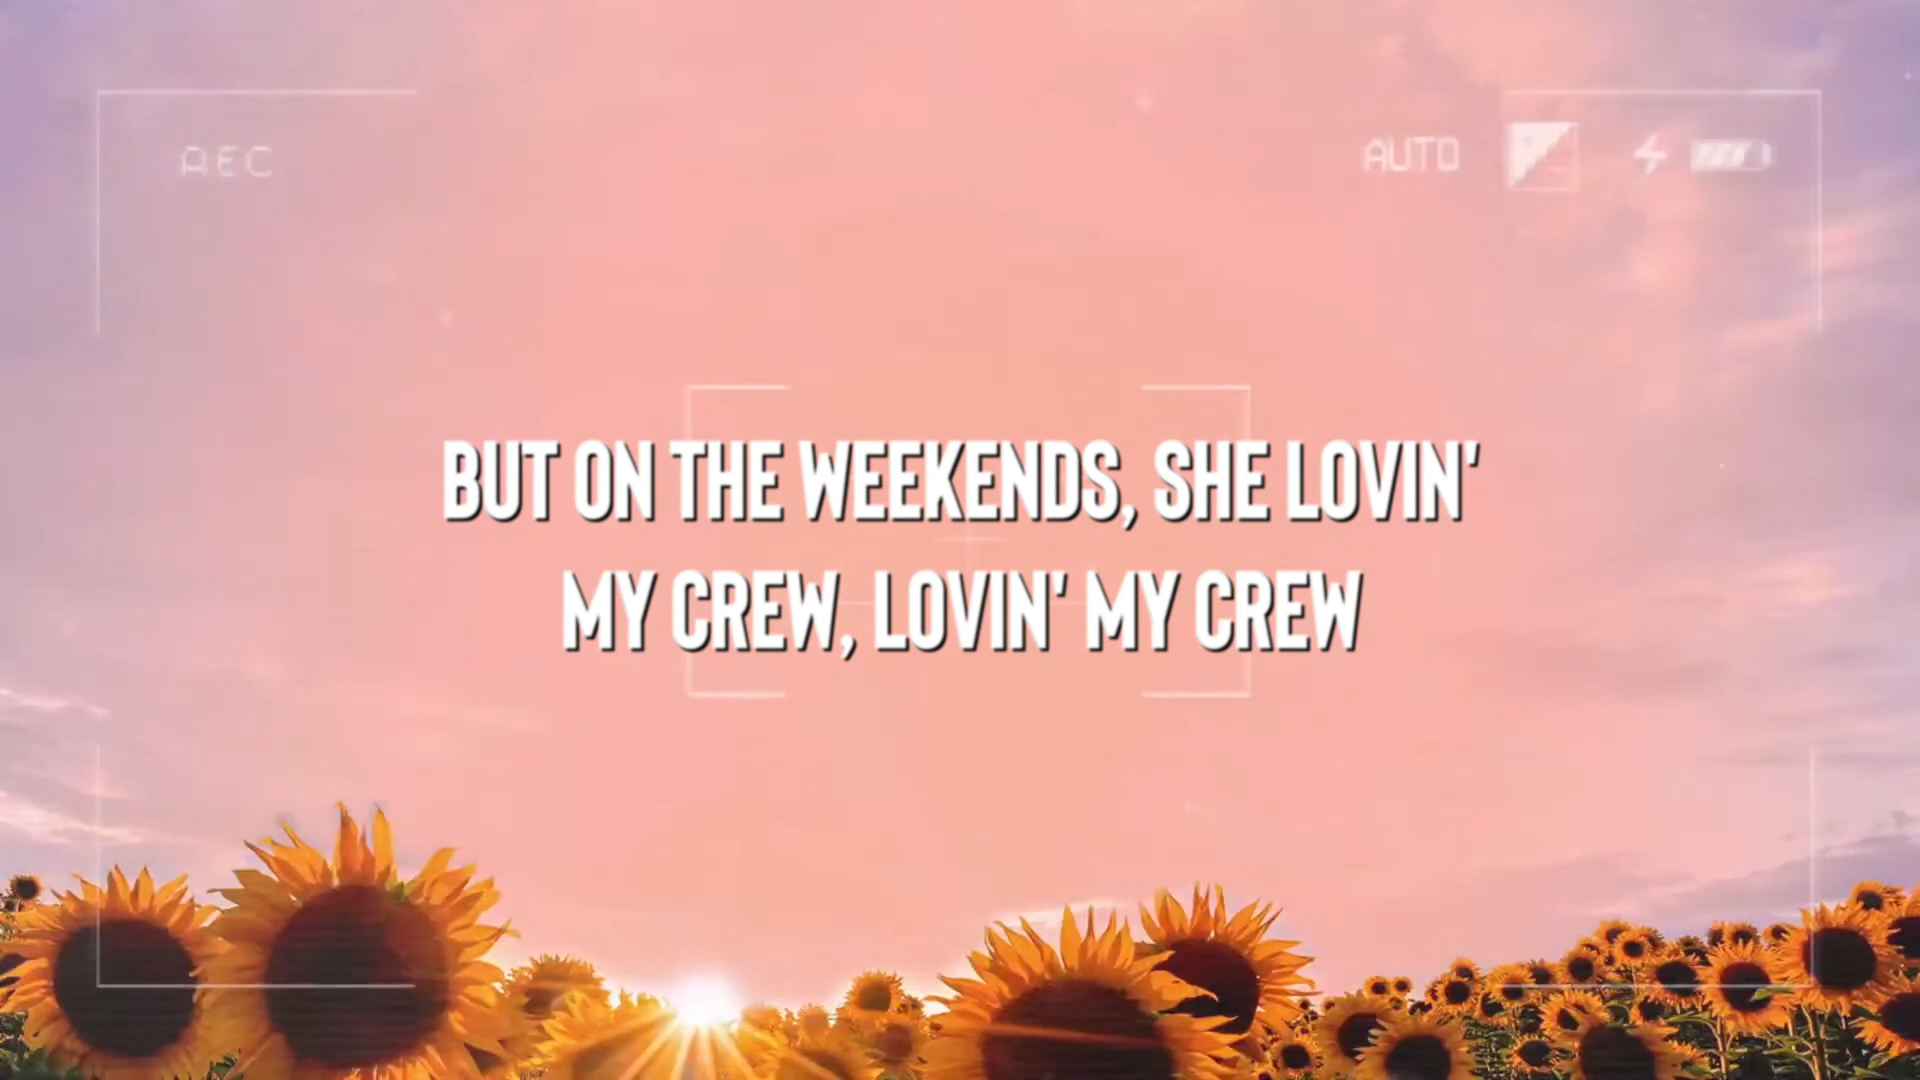 AEC
AUTO
BUT ON THE WEEKENDS, SHE LOVIN'
MY CREW, LOVIN' MY CREW